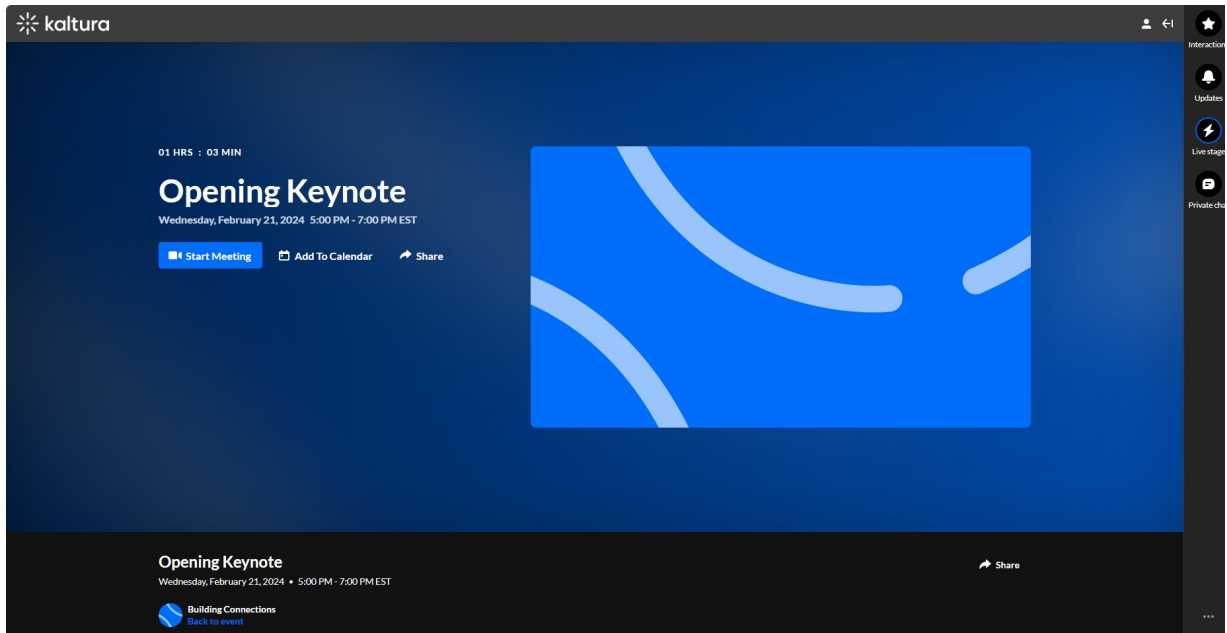 kaltura
Interaction
Updates
Live stage
Private cha
01 HRS : 03 MIN
Opening Keynote
Wednesday, February 21, 2024 5:00 PM - 7:00 PM EST
Start Meeting Add To Calendar Share
Opening Keynote
Share
Wednesday, February 21, 2024 • 5:00 PM - 7:00 PM EST
Building Connections
Back to event